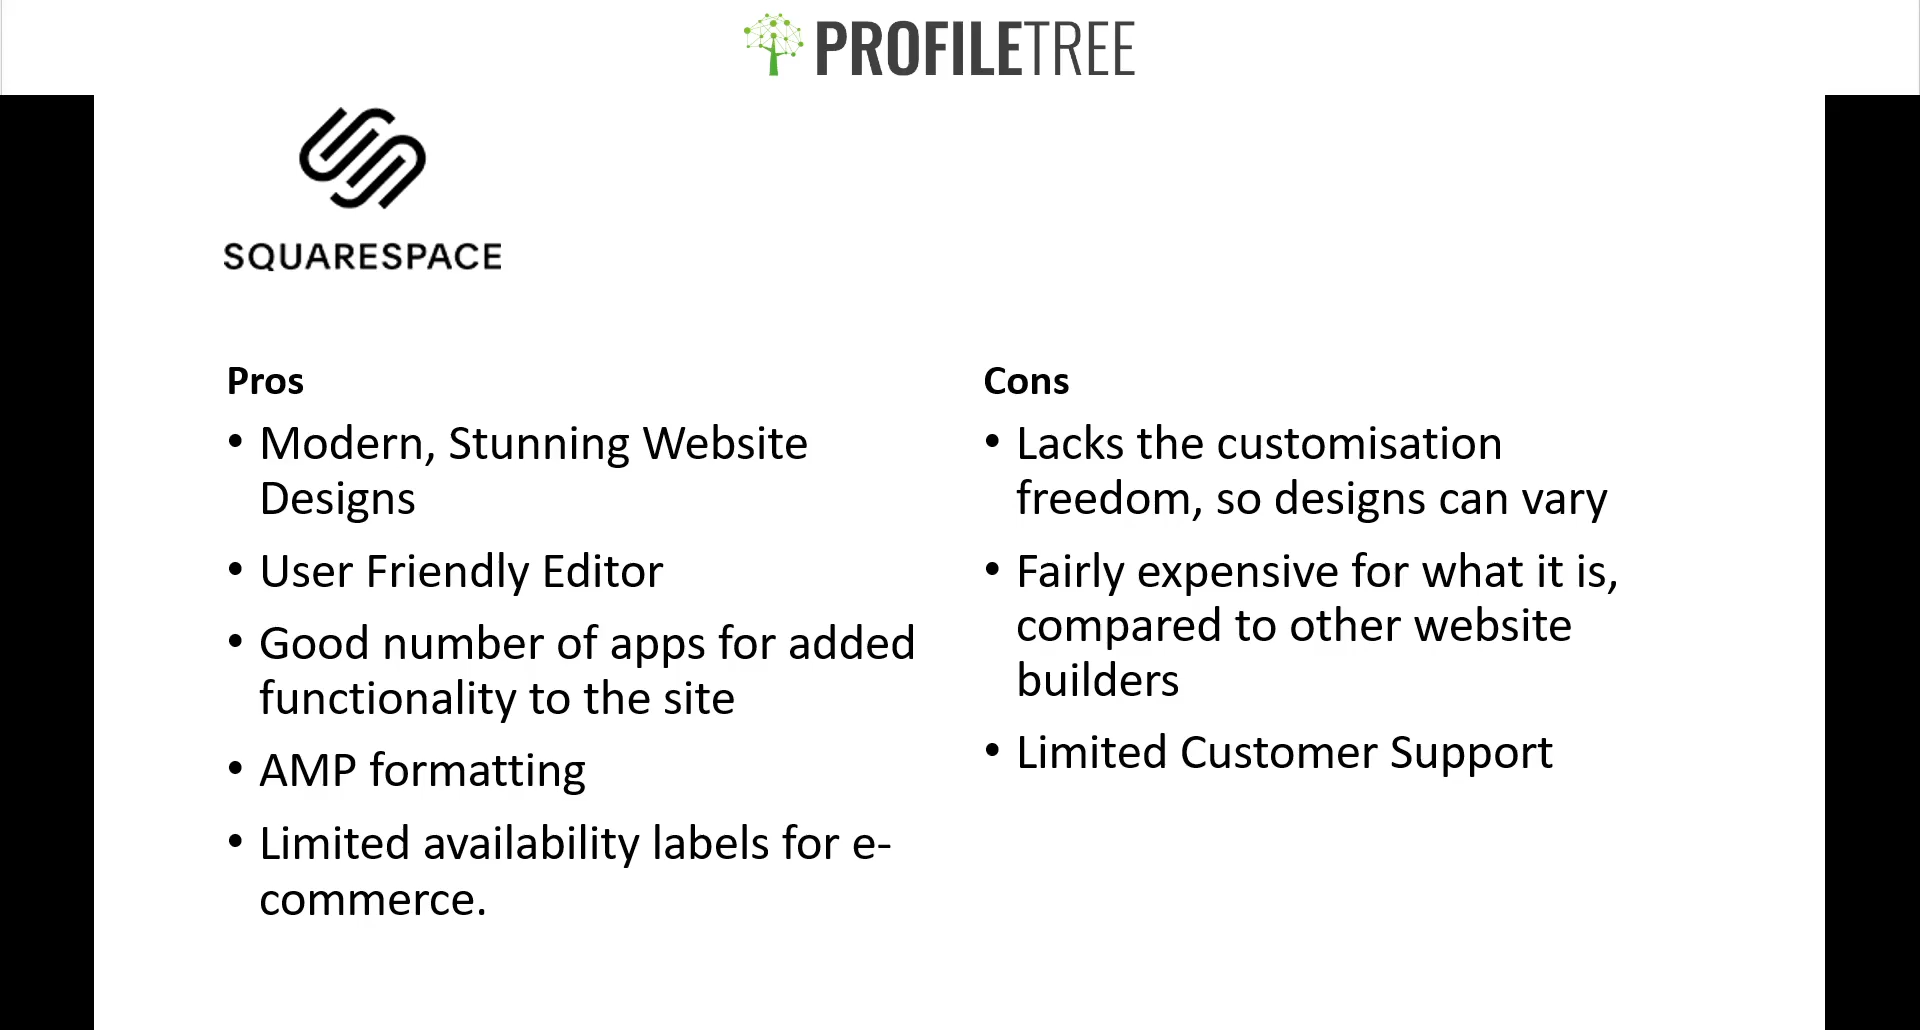 PROFILETREE
SQUARESPACE
Pros
• Modern, Stunning Website
Designs
• User Friendly Editor
• Good number of apps for added
functionality to the site
• AMP formatting
• Limited availability labels for e-
commerce.
Cons
• Lacks the customisation
freedom, so designs can vary
• Fairly expensive for what it is,
compared to other website
builders
• Limited Customer Support